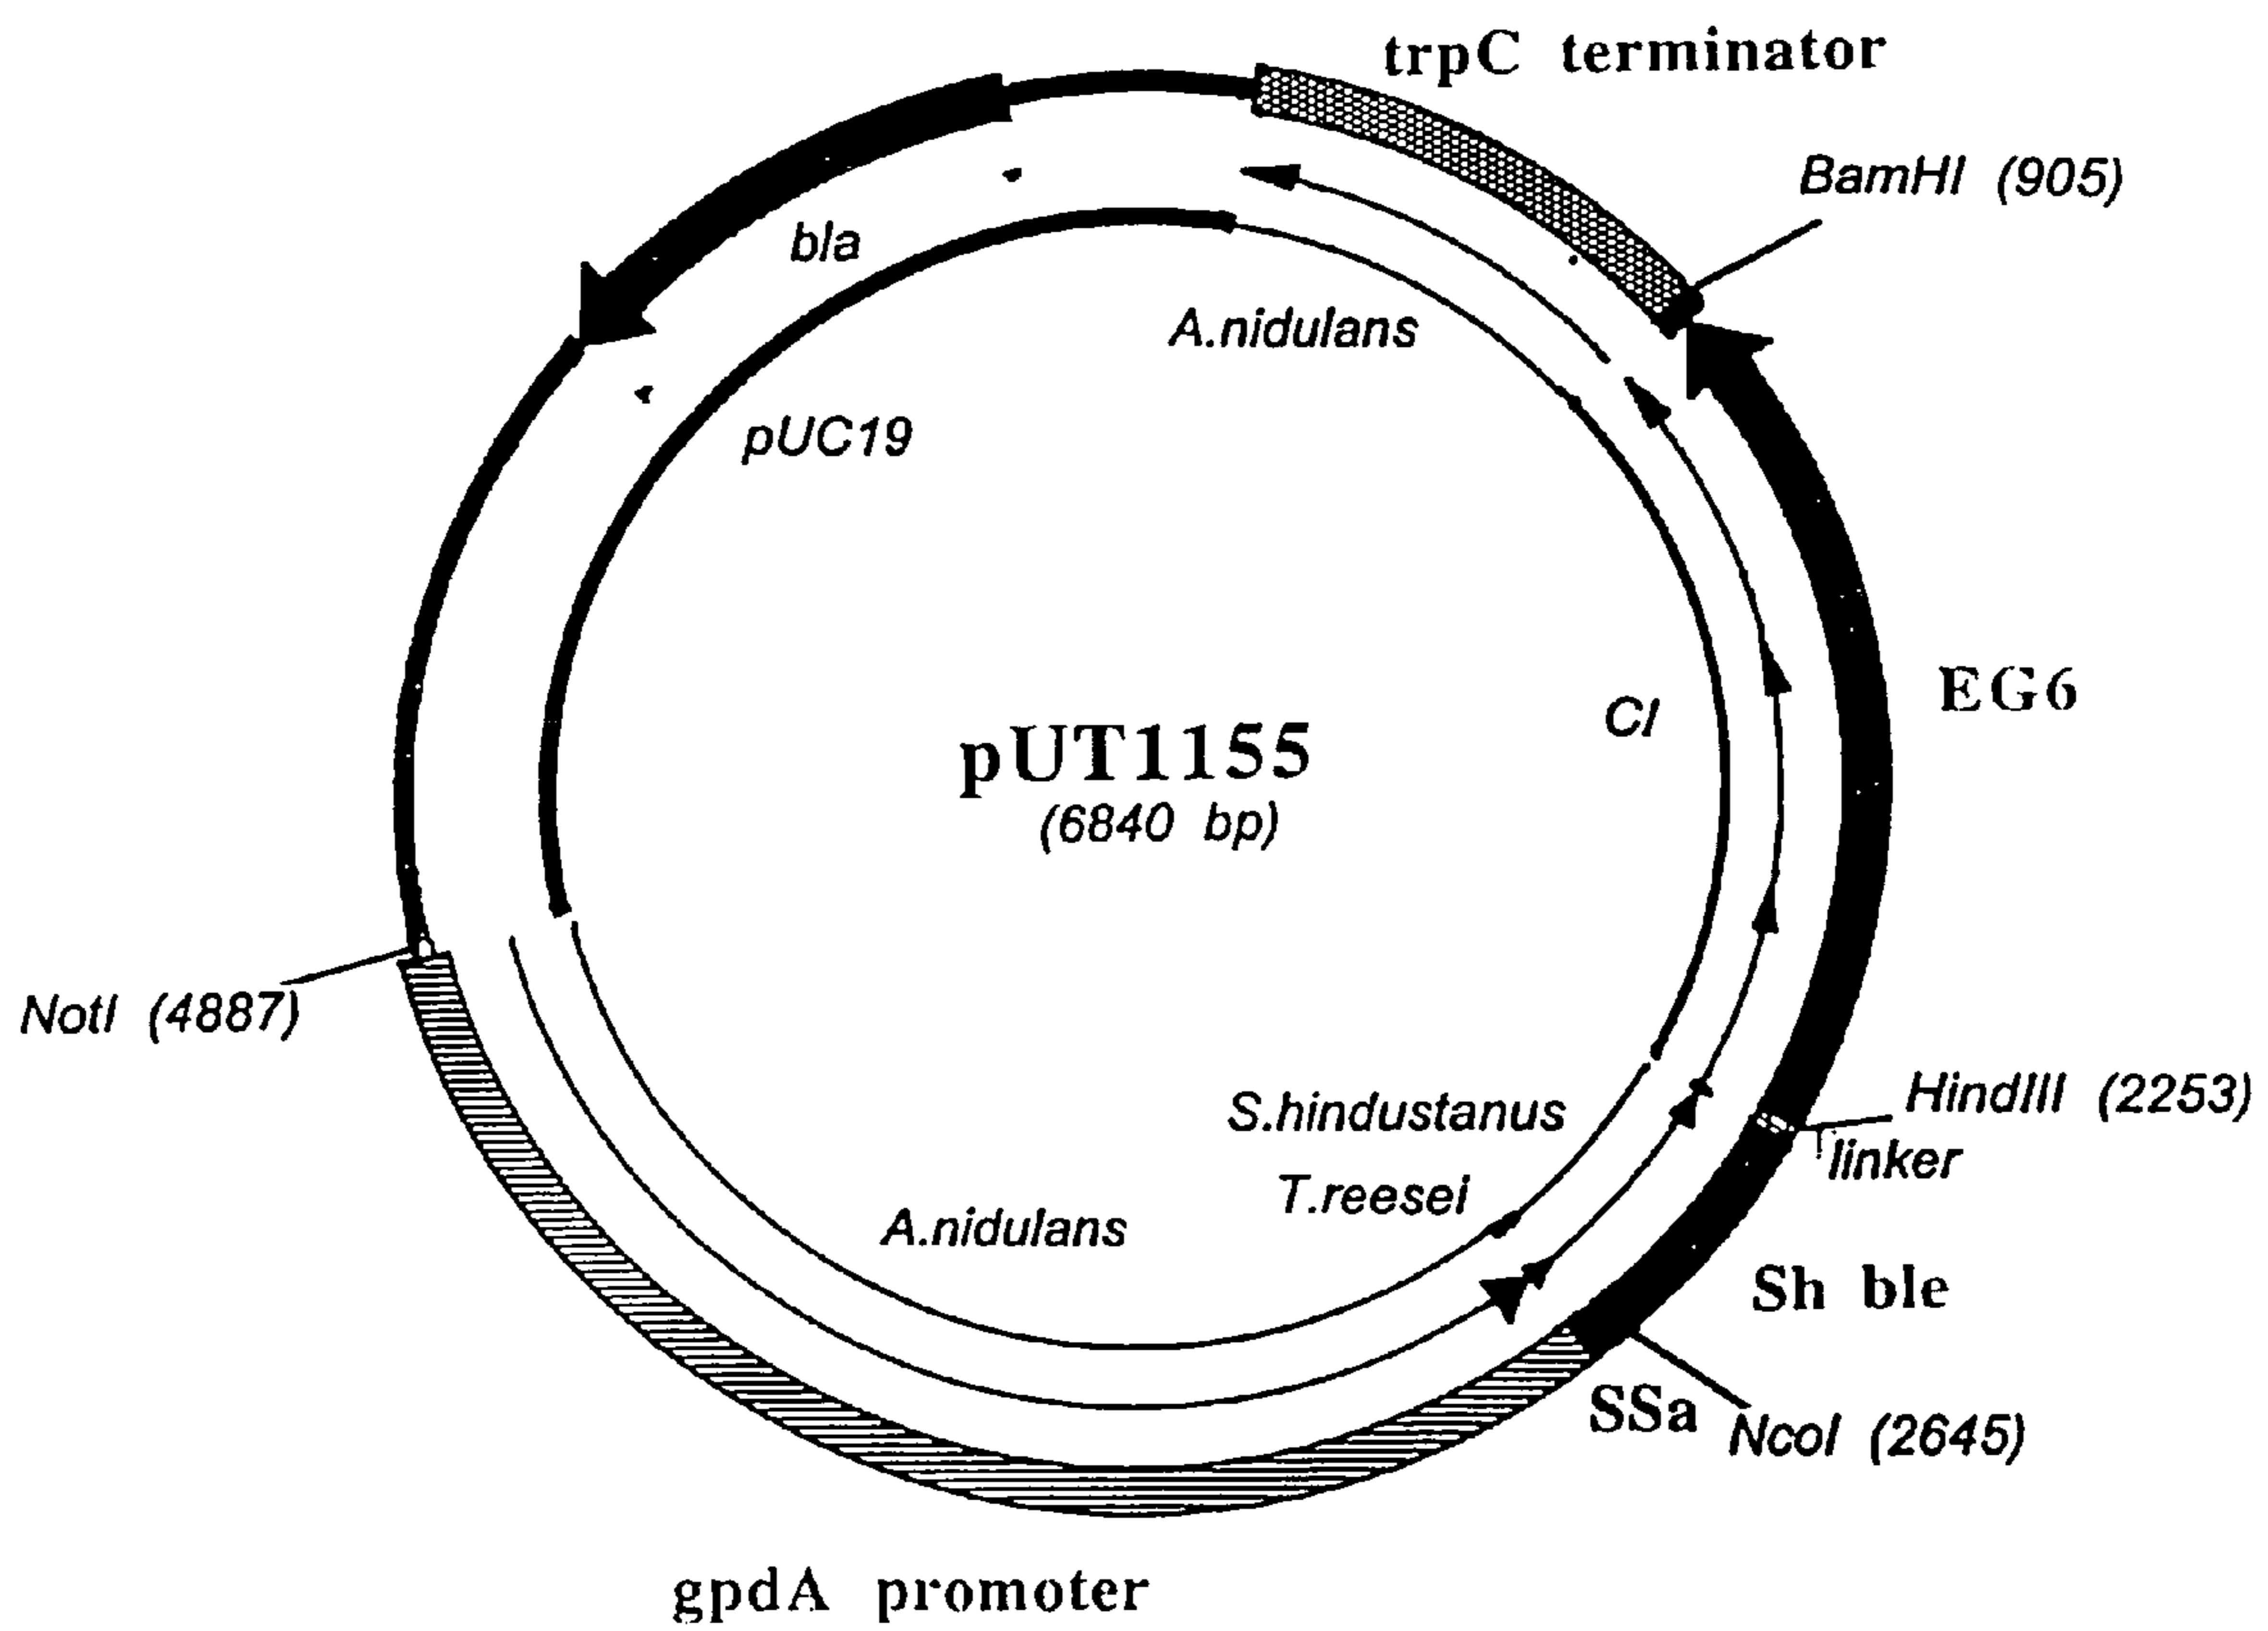 trpC terminator
BamHI (905)
bla
A.nidulans
pUC19
EG6
Cl
pUT1155
(6840 bp)
NotI (4887)
HindIII (2253)
linker
S.hindustanus
T.reesei
A.nidulans
Sh ble
SSa
NcoI (2645)
gpdA promoter